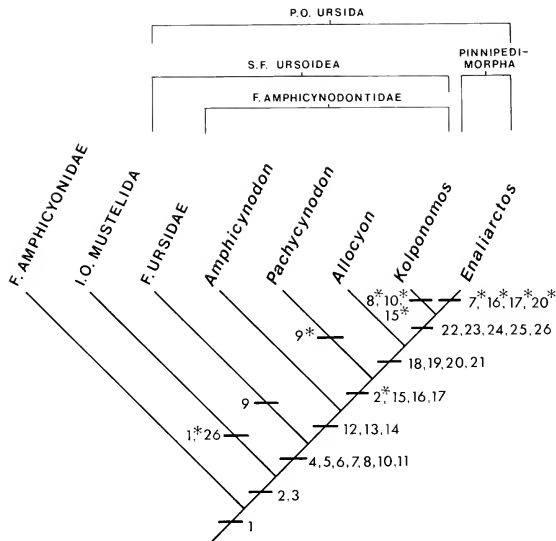 P.O. URSIDA
PINNIPEDI-
MORPHA
S.F. URSOIDEA
F. AMPHICYNODONTIDAE
F. AMPHICYONIDAE
I.O. MUSTELIDA
F. URSIDAE
Amphicynodon
Pachycynodon
Allocyon
Kolponomos
Enaliarctos
8*,10,*
15*
7,*16,*17,*20*
22,23,24,25,26
9*
18,19,20,21
2*,15,16,17
9
12,13,14
1,*26
4,5,6,7,8,10,11
2,3
1